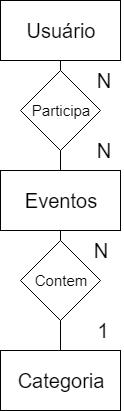 Usuário
N
Participa
N
Eventos
N
Contem
1
Categoria